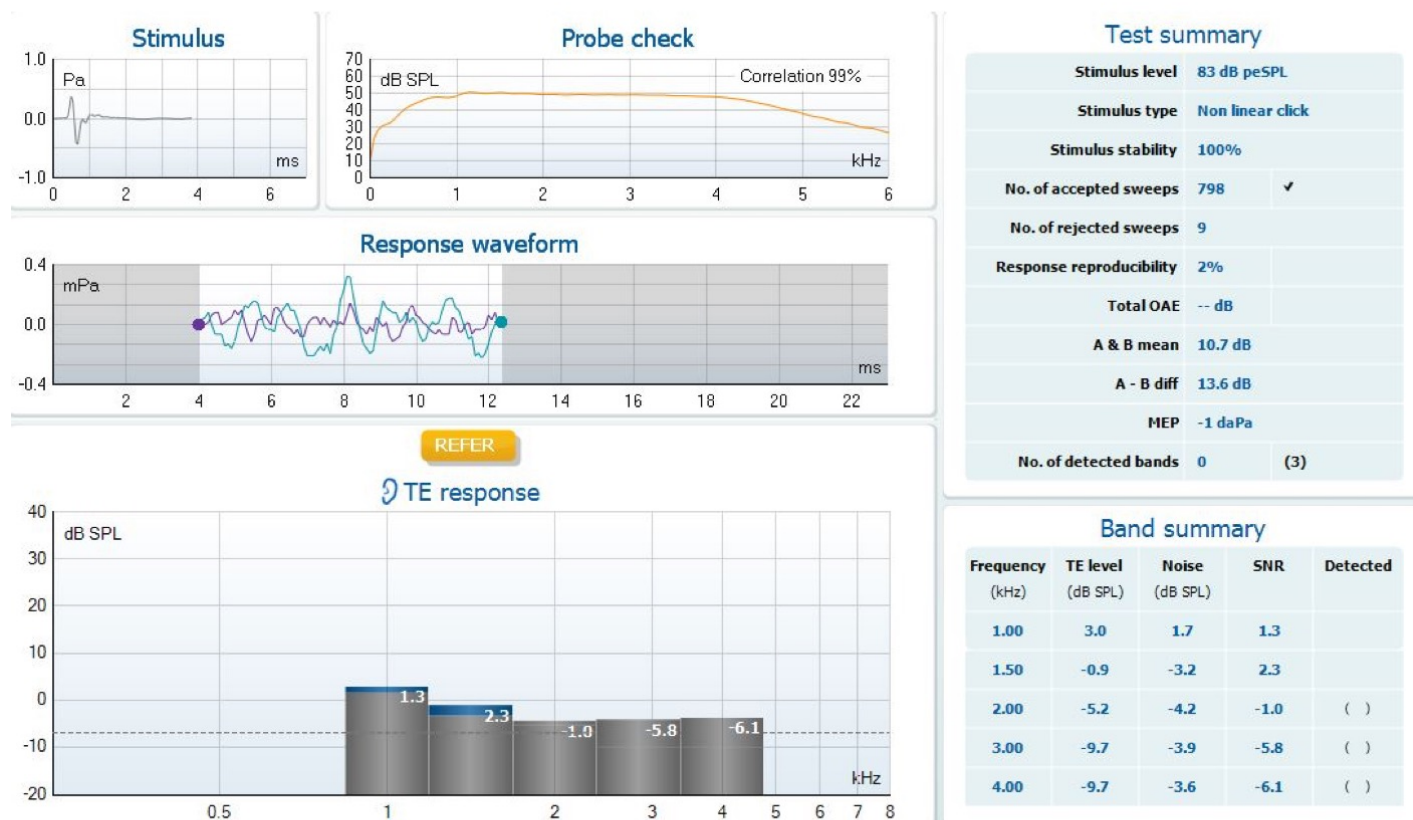 Stimulus
1.0
Pa
0.0
ms
-1.0
0 2 4 6
Probe check
70
60
50
40
30
20
10
0
dB SPL
Correlation 99%
kHz
0 1 2 3 4 5 6
Response waveform
0.4
mPa
0.0
ms
-0.4
2 4 6 8 10 12 14 16 18 20 22
REFER
TE response
40
dB SPL
30
20
10
0
-10
-20
1.3
2.3
-1.0
-5.8
-6.1
kHz
0.5 1 2 3 4 5 6 7 8
Test summary
Stimulus level 83 dB peSPL
Stimulus type Non linear click
Stimulus stability 100%
No. of accepted sweeps 798 ✔
No. of rejected sweeps 9
Response reproducibility 2%
Total OAE -- dB
A & B mean 10.7 dB
A - B diff 13.6 dB
MEP -1 daPa
No. of detected bands 0 (3)
Band summary
Frequency TE level Noise SNR Detected
(kHz) (dB SPL) (dB SPL)
1.00 3.0 1.7 1.3
1.50 -0.9 -3.2 2.3
2.00 -5.2 -4.2 -1.0 ( )
3.00 -9.7 -3.9 -5.8 ( )
4.00 -9.7 -3.6 -6.1 ( )